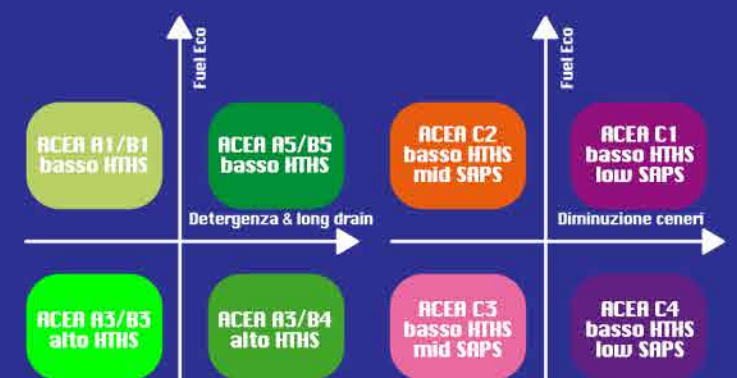 Fuel Eco
ACEA A1/B1
basso HTHS
ACEA A5/B5
basso HTHS
Detergenza & long drain
ACEA A3/B3
alto HTHS
ACEA A3/B4
alto HTHS
Fuel Eco
ACEA C2
basso HTHS
mid SAPS
ACEA C1
basso HTHS
low SAPS
Diminuzione ceneri
ACEA C3
basso HTHS
mid SAPS
ACEA C4
basso HTHS
low SAPS